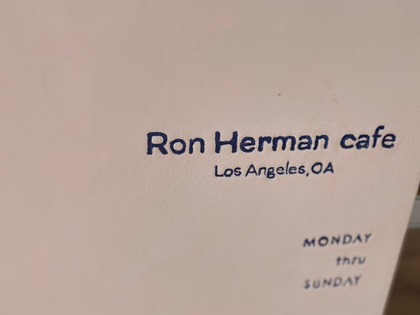 Ron Herman cafe
Los Angeles,OA
MONDAY
thru
SUNDAY